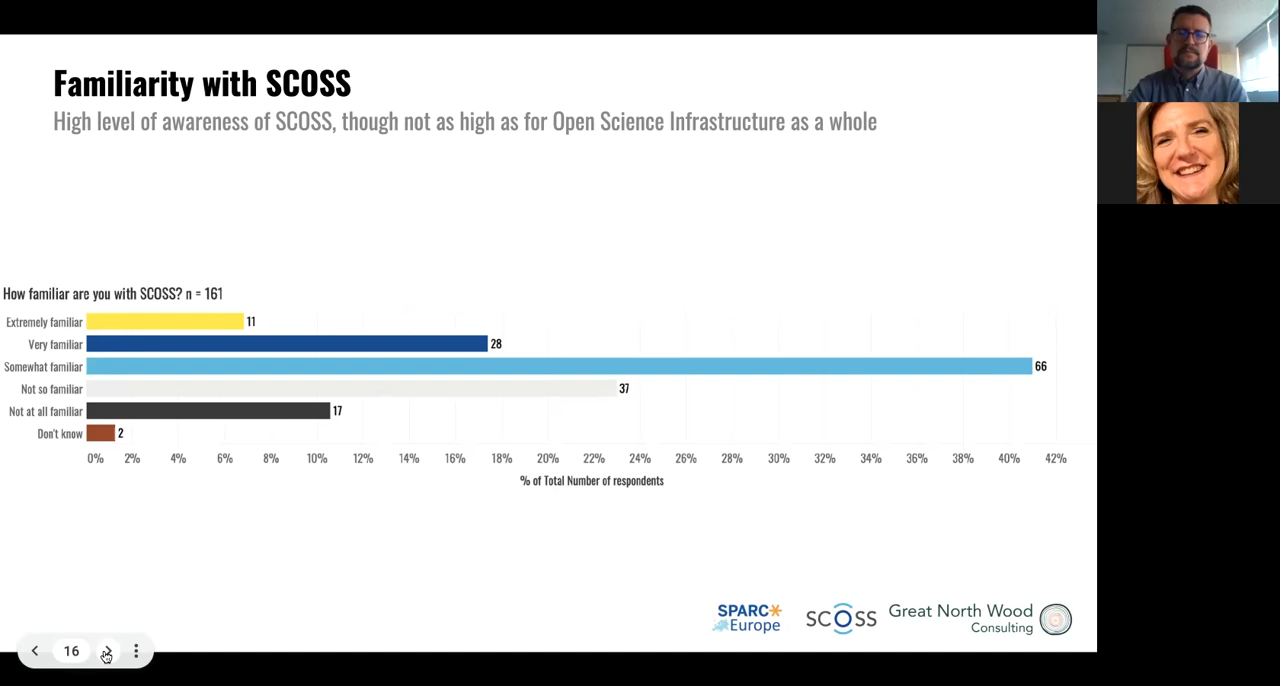 Familiarity with SCOSS
High level of awareness of SCOSS, though not as high as for Open Science Infrastructure as a whole
How familiar are you with SCOSS? n = 161
Extremely familiar 11
Very familiar 28
Somewhat familiar 66
Not so familiar 37
Not at all familiar 17
Don't know 2
0% 2% 4% 6% 8% 10% 12% 14% 16% 18% 20% 22% 24% 26% 28% 30% 32% 34% 36% 38% 40% 42%
% of Total Number of respondents
SPARC Europe
SCOSS
Great North Wood
Consulting
16